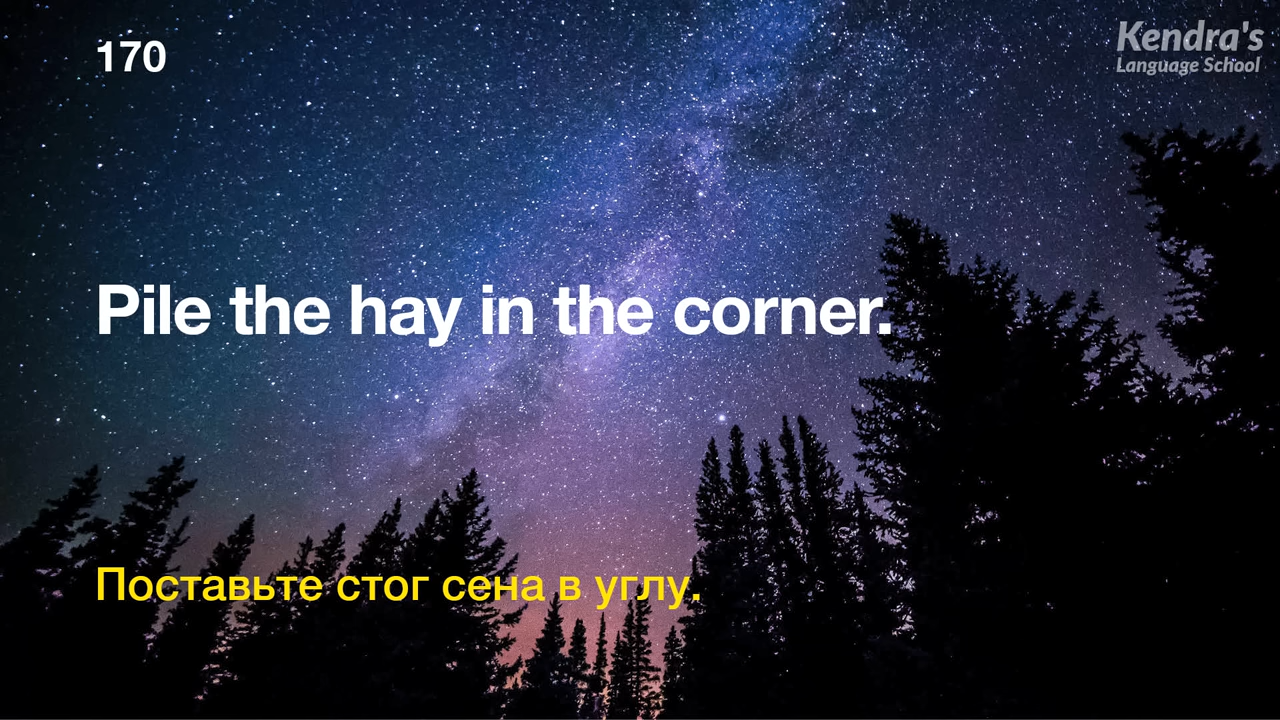 170
Kendra's
Language School
Pile the hay in the corner.
Поставьте стог сена в углу.